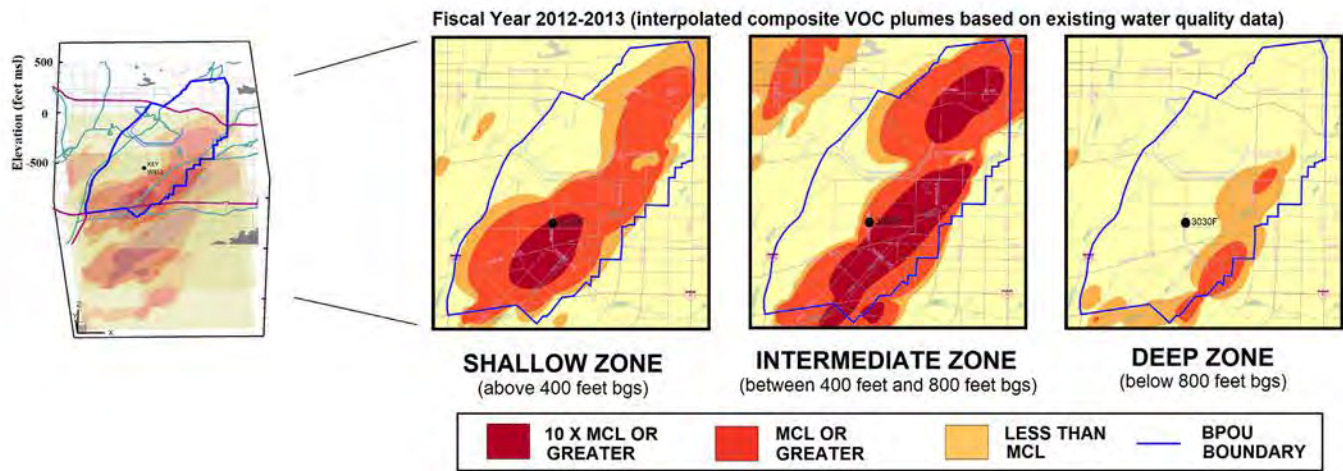 Fiscal Year 2012-2013 (interpolated composite VOC plumes based on existing water quality data)
Elevation (feet msl)
500
0
-500
KEY
WELL
Z
X
3030F
SHALLOW ZONE
(above 400 feet bgs)
INTERMEDIATE ZONE
(between 400 feet and 800 feet bgs)
DEEP ZONE
(below 800 feet bgs)
10 X MCL OR
GREATER
MCL OR
GREATER
LESS THAN
MCL
BPOU
BOUNDARY